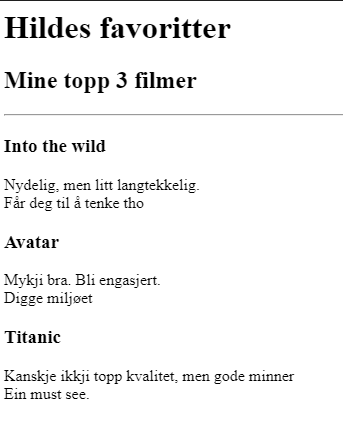 Hildes favoritter
Mine topp 3 filmer
Into the wild
Nydelig, men litt langtekkelig.
Får deg til å tenke tho
Avatar
Mykji bra. Bli engasjert.
Digge miljøet
Titanic
Kanskje ikkji topp kvalitet, men gode minner
Ein must see.